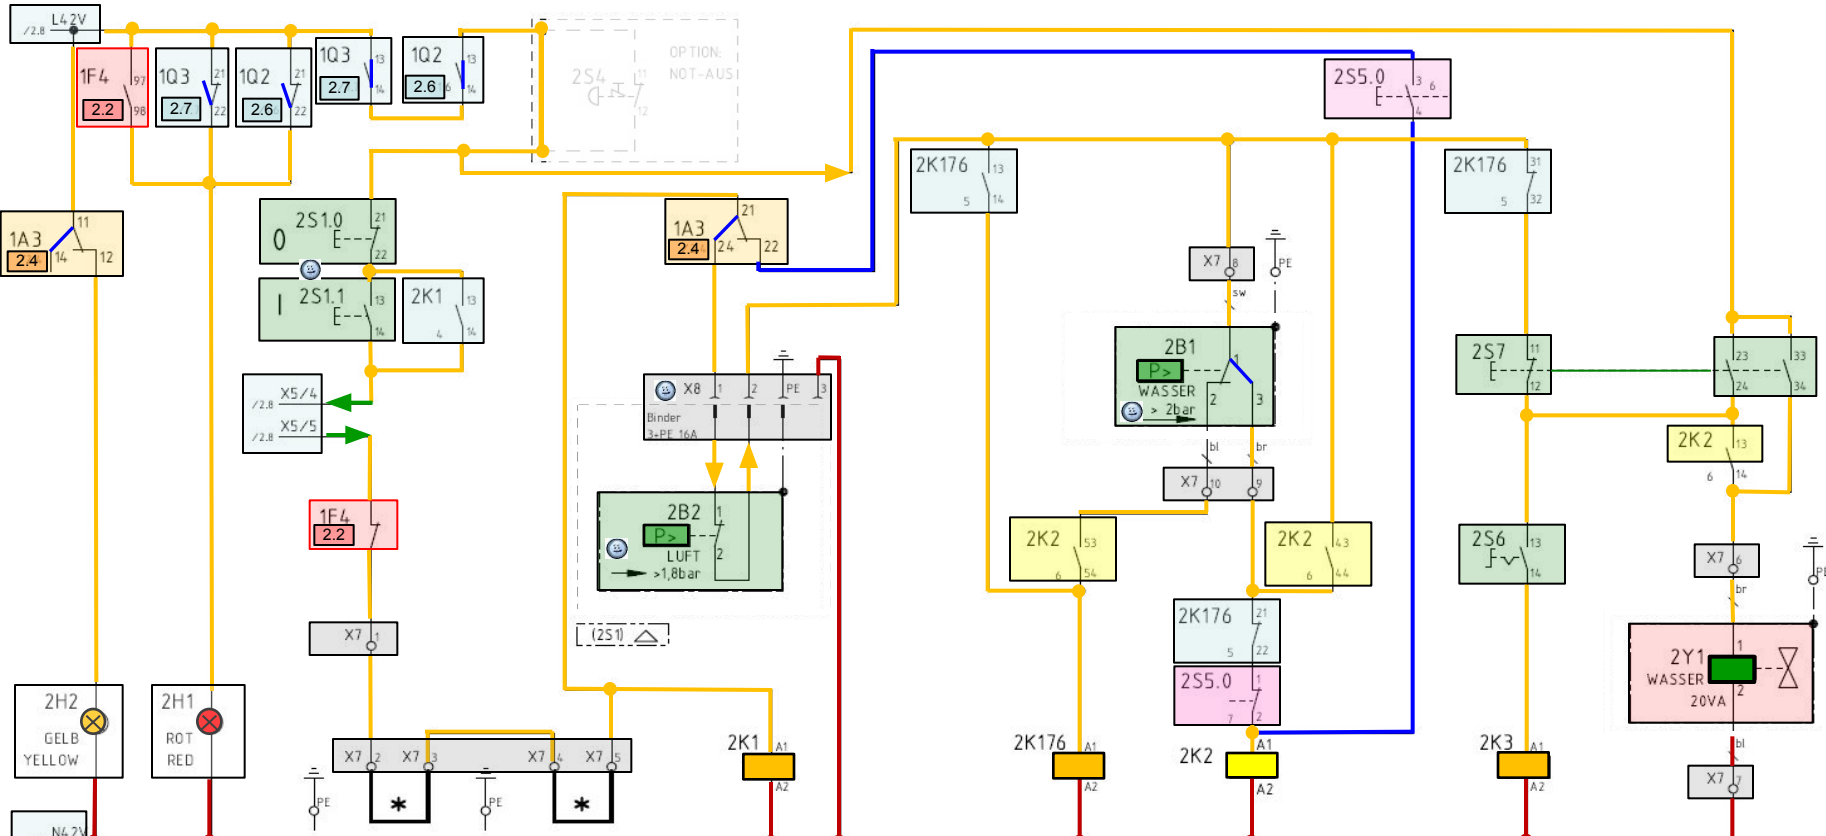 L42V
/2.8
1F4
97
2.2
98
1Q3
21
2.7
22
1Q2
21
2.6
22
1Q3
13
2.7
14
1Q2
13
2.6
14
2S4
11
12
OPTION:
NOT-AUS
2S5.0
3
6
4
2K176
13
5
14
2K176
31
5
32
1A3
11
2.4
14
12
0
2S1.0
21
22
I
2S1.1
13
14
2K1
13
4
14
1A3
21
2.4
24
22
X7
8
PE
sw
2B1
1
P>
WASSER
2
3
> 2bar
bl
br
X7
10
9
2S7
11
12
23
24
33
34
2K2
13
6
14
X5/4
/2.8
X5/5
/2.8
X8
1
2
PE
3
Binder
3+PE 16A
1F4
2.2
2B2
1
P>
LUFT
2
>1,8bar
(2S1)
2K2
53
6
54
2K2
43
6
44
2S6
13
14
X7
6
PE
br
X7
1
2K176
21
5
22
2S5.0
1
7
2
2Y1
1
WASSER
2
20VA
bl
X7
7
2H2
GELB
YELLOW
2H1
ROT
RED
X7
2
X7
3
X7
4
X7
5
PE
*
PE
*
2K1
A1
A2
2K176
A1
A2
2K2
A1
A2
2K3
A1
A2
N42V